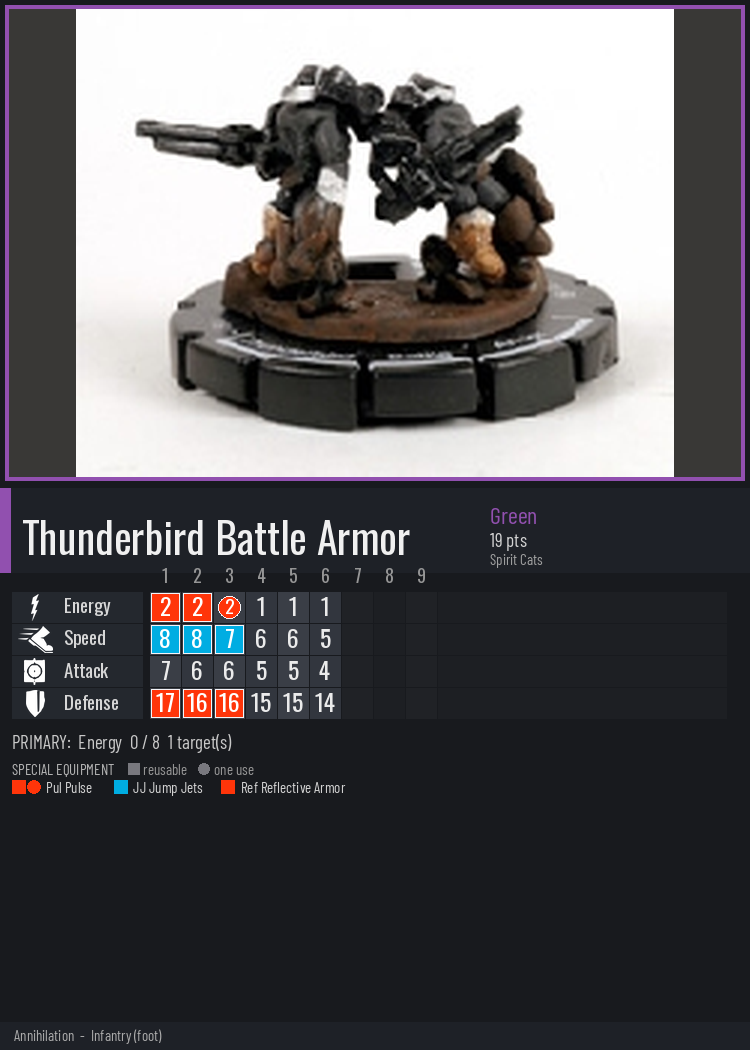 Thunderbird Battle Armor
Green
19 pts
Spirit Cats
1 2 3 4 5 6 7 8 9
Energy 2 2 2 1 1 1
Speed 8 8 7 6 6 5
Attack 7 6 6 5 5 4
Defense 17 16 16 15 15 14
PRIMARY: Energy 0 / 8 1 target(s)
SPECIAL EQUIPMENT reusable one use
Pul Pulse JJ Jump Jets Ref Reflective Armor
Annihilation - Infantry (foot)